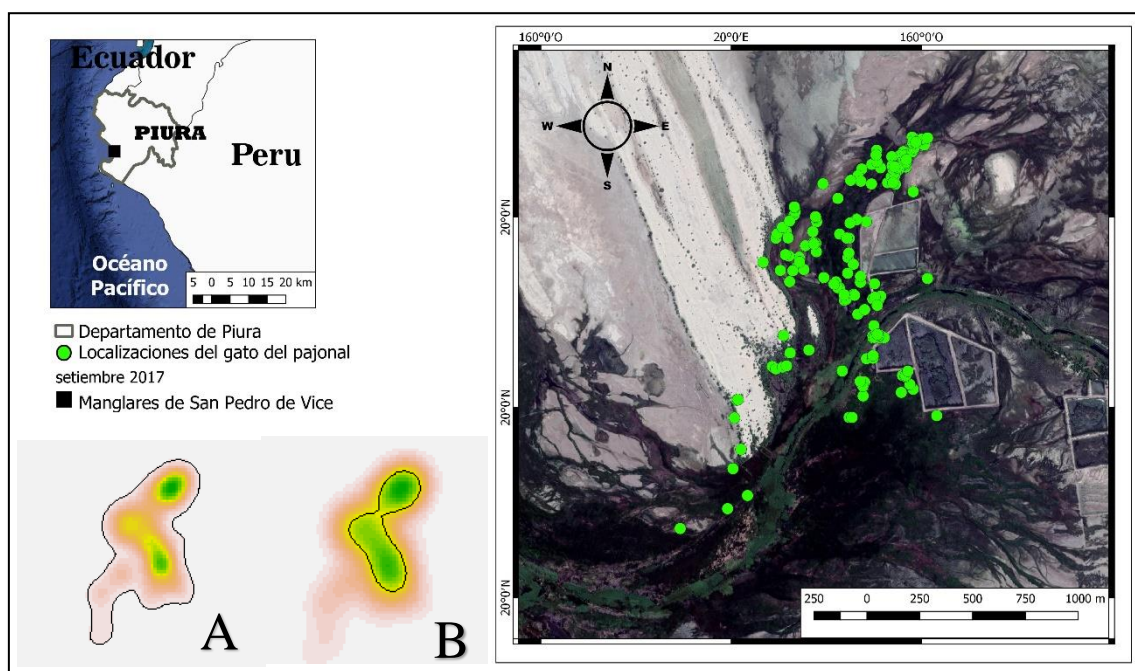 Ecuador
PIURA
Peru
Océano
Pacífico
5 0 5 10 15 20 km
Departamento de Piura
Localizaciones del gato del pajonal
setiembre 2017
Manglares de San Pedro de Vice
A
B
160°0'0 20°0'E 160°0'0
N
W E
S
20°0'N
20°0'N
20°0'N
250 0 250 500 750 1000 m